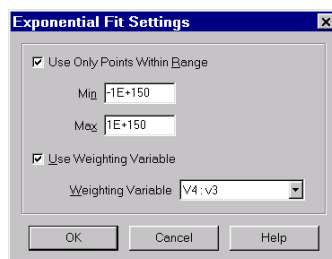 Exponential Fit Settings
Use Only Points Within Range
Min -1E+150
Max 1E+150
Use Weighting Variable
Weighting Variable V4 : v3
OK Cancel Help